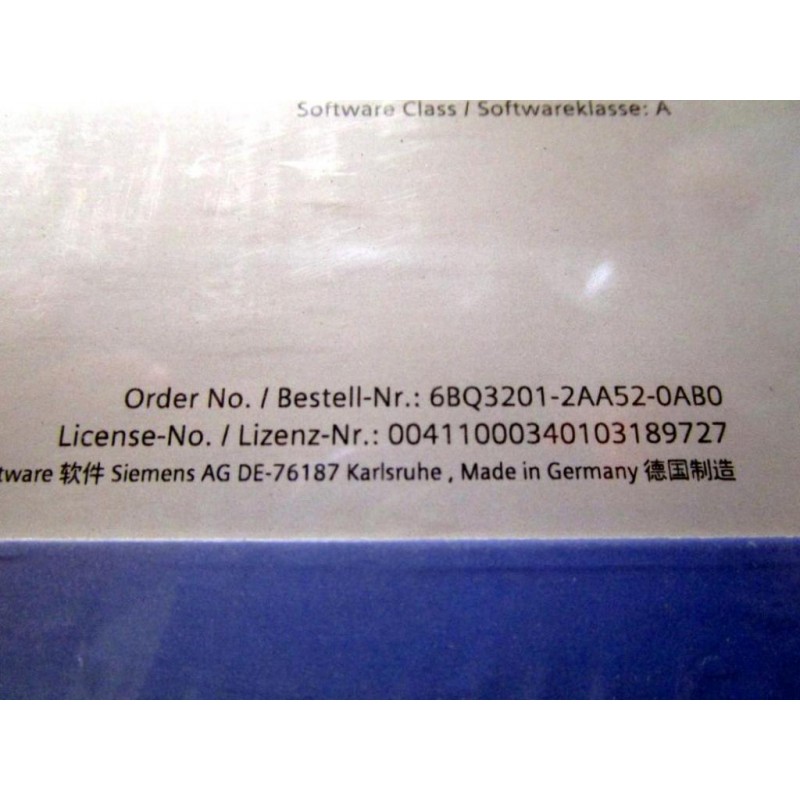 Software Class / Softwareklasse: A
Order No. / Bestell-Nr.: 6BQ3201-2AA52-0AB0
License-No. / Lizenz-Nr.: 00411000340103189727
tware 软件 Siemens AG DE-76187 Karlsruhe , Made in Germany 德国制造